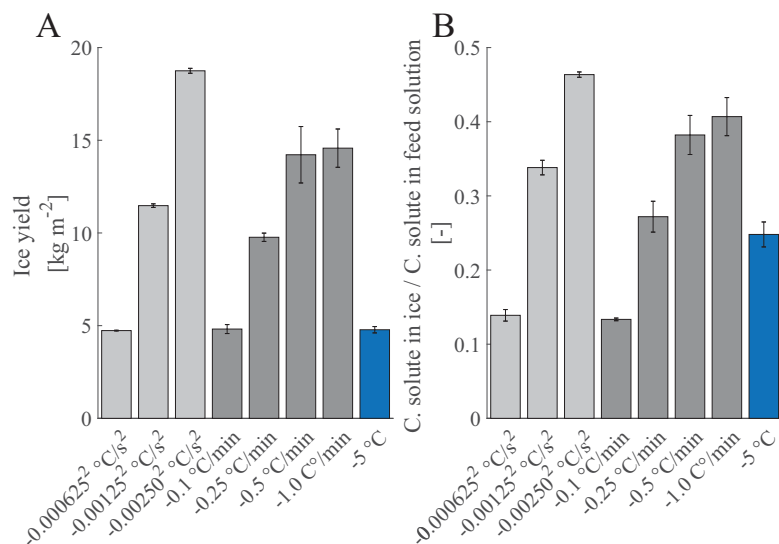 A
20
15
10
5
0
Ice yield
[kg m⁻²]
-0.000625² °C/s²
-0.00125² °C/s²
-0.00250² °C/s²
-0.1 °C/min
-0.25 °C/min
-0.5 °C/min
-1.0 C°/min
-5 °C
B
0.5
0.4
0.3
0.2
0.1
0
C. solute in ice / C. solute in feed solution
[-]
-0.000625² °C/s²
-0.00125² °C/s²
-0.00250² °C/s²
-0.1 °C/min
-0.25 °C/min
-0.5 °C/min
-1.0 C°/min
-5 °C